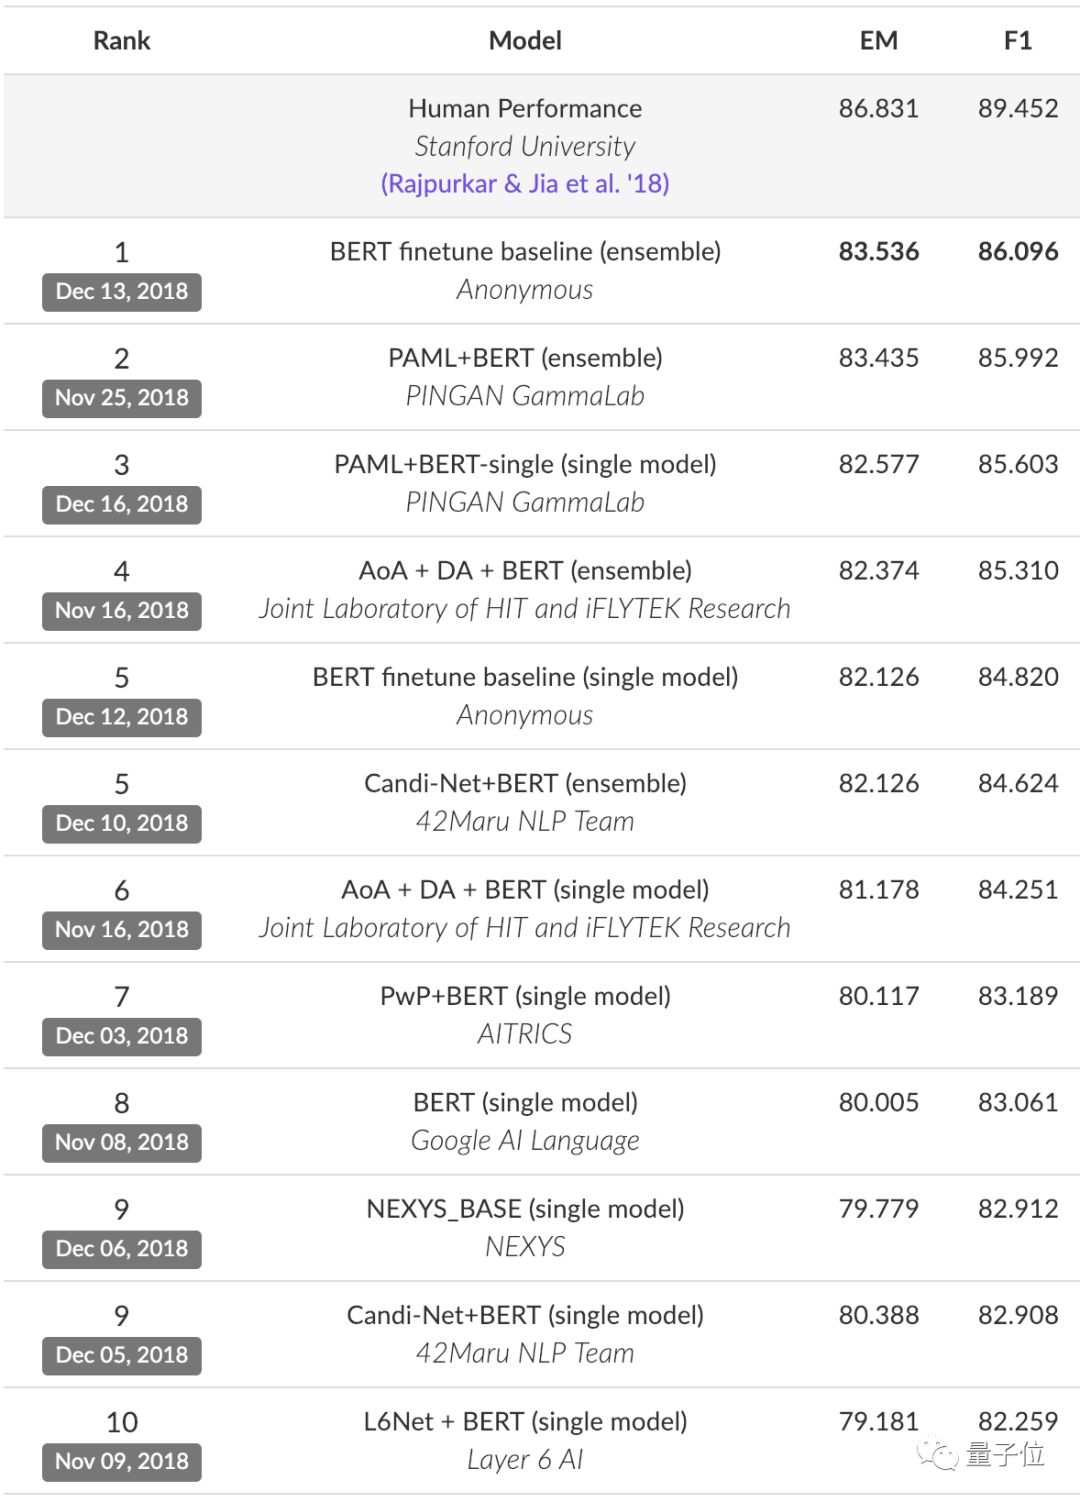 Rank Model EM F1
Human Performance 86.831 89.452
Stanford University
(Rajpurkar & Jia et al. '18)
1 BERT finetune baseline (ensemble) 83.536 86.096
Dec 13, 2018 Anonymous
2 PAML+BERT (ensemble) 83.435 85.992
Nov 25, 2018 PINGAN GammaLab
3 PAML+BERT-single (single model) 82.577 85.603
Dec 16, 2018 PINGAN GammaLab
4 AoA + DA + BERT (ensemble) 82.374 85.310
Nov 16, 2018 Joint Laboratory of HIT and iFLYTEK Research
5 BERT finetune baseline (single model) 82.126 84.820
Dec 12, 2018 Anonymous
5 Candi-Net+BERT (ensemble) 82.126 84.624
Dec 10, 2018 42Maru NLP Team
6 AoA + DA + BERT (single model) 81.178 84.251
Nov 16, 2018 Joint Laboratory of HIT and iFLYTEK Research
7 PwP+BERT (single model) 80.117 83.189
Dec 03, 2018 AITRICS
8 BERT (single model) 80.005 83.061
Nov 08, 2018 Google AI Language
9 NEXYS_BASE (single model) 79.779 82.912
Dec 06, 2018 NEXYS
9 Candi-Net+BERT (single model) 80.388 82.908
Dec 05, 2018 42Maru NLP Team
10 L6Net + BERT (single model) 79.181 82.259
Nov 09, 2018 Layer 6 AI
量子位